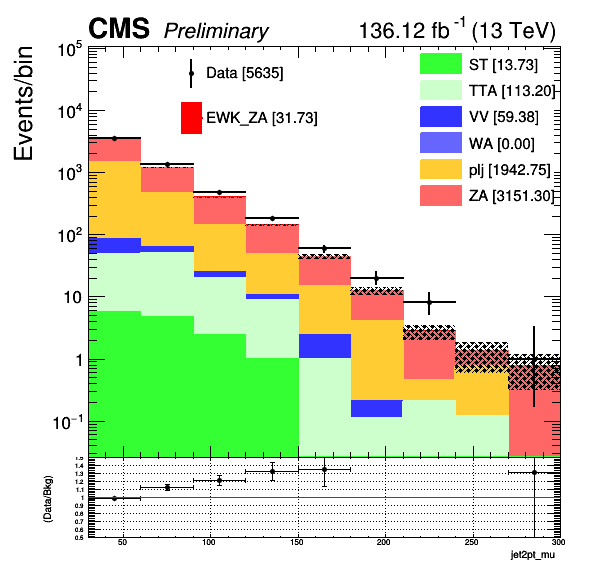 CMS Preliminary 136.12 fb⁻¹ (13 TeV)
Events/bin
10⁵
10⁴
10³
10²
10
1
10⁻¹
Data [5635]
EWK_ZA [31.73]
ST [13.73]
TTA [113.20]
VV [59.38]
WA [0.00]
plj [1942.75]
ZA [3151.30]
(Data/Bkg)
1.5
1.4
1.3
1.2
1.1
1
0.9
0.8
0.7
0.6
0.5
50 100 150 200 250 300
jet2pt_mu